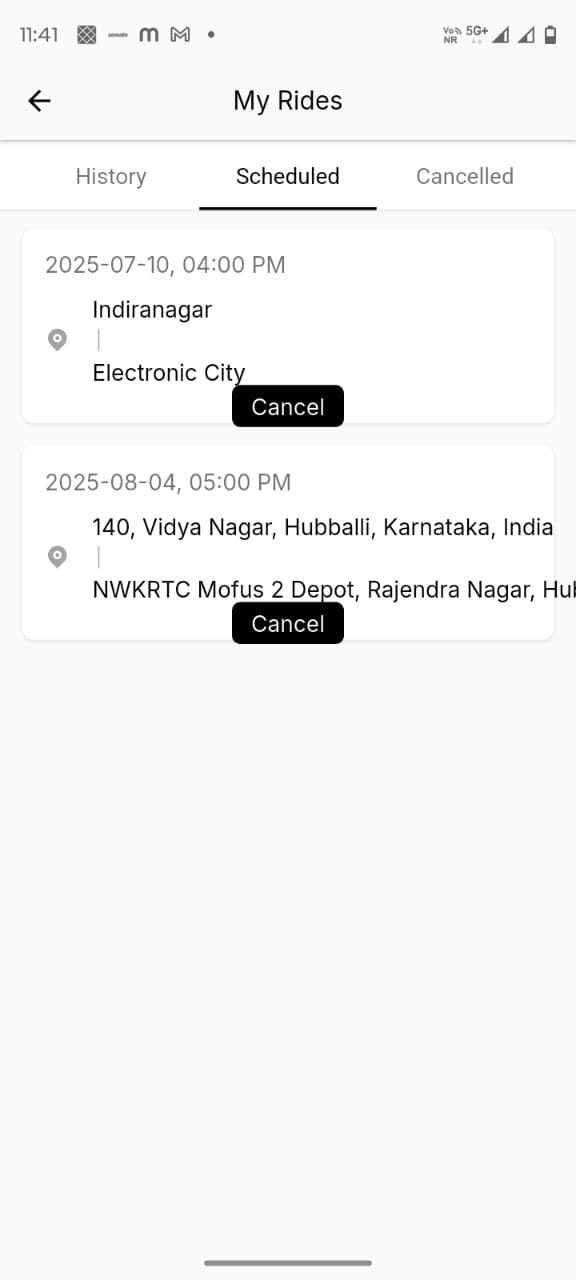 11:41 zomato m M Vo NR 5G+
My Rides
History Scheduled Cancelled
2025-07-10, 04:00 PM
Indiranagar
Electronic City
Cancel
2025-08-04, 05:00 PM
140, Vidya Nagar, Hubballi, Karnataka, India
NWKRTC Mofus 2 Depot, Rajendra Nagar,
Cancel